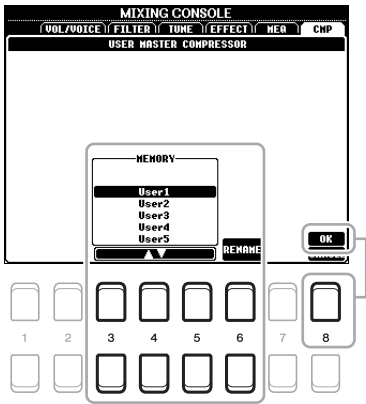 MIXING CONSOLE
VOL/VOICE FILTER TUNE EFFECT MEQ CMP
USER MASTER COMPRESSOR
MEMORY
User1
User2
User3
User4
User5
RENAME
OK
1 2 3 4 5 6 7 8